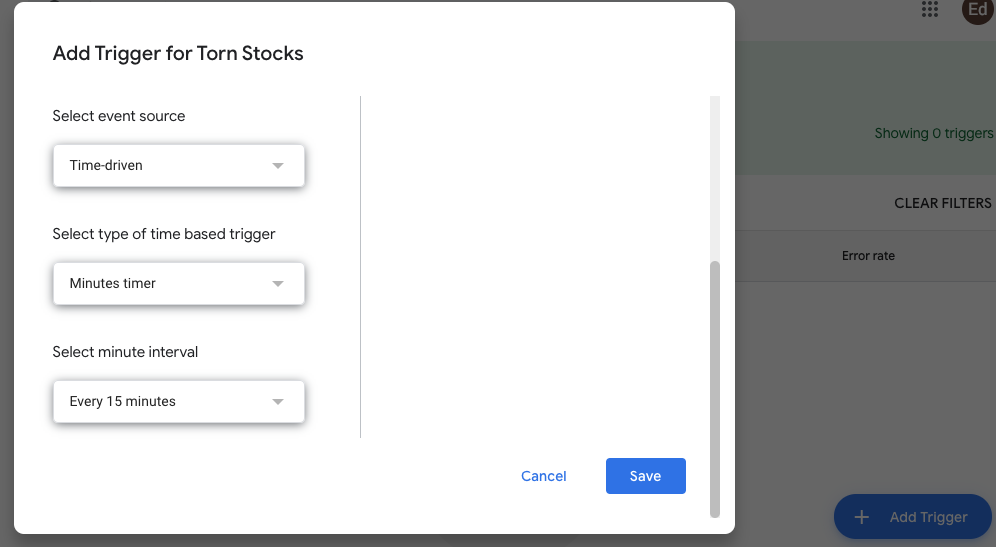 Ed
Add Trigger for Torn Stocks
Select event source
Time-driven
Showing 0 triggers
CLEAR FILTERS
Select type of time based trigger
Error rate
Minutes timer
Select minute interval
Every 15 minutes
Cancel
Save
Add Trigger